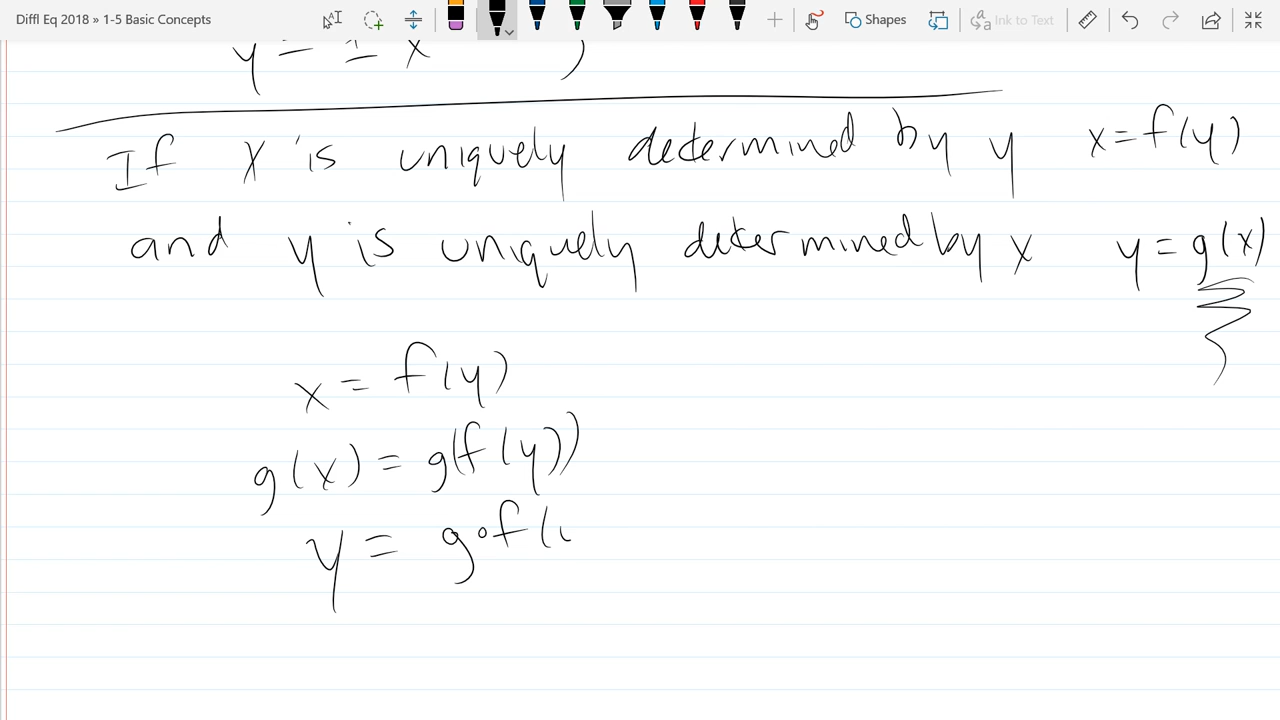 Diffl Eq 2018 » 1-5 Basic Concepts
Shapes
Ink to Text
y = ± x )
If x is uniquely determined by y x = f(y)
and y is uniquely determined by x y = g(x)
x = f(y)
g(x) = g(f(y))
y = g∘f(